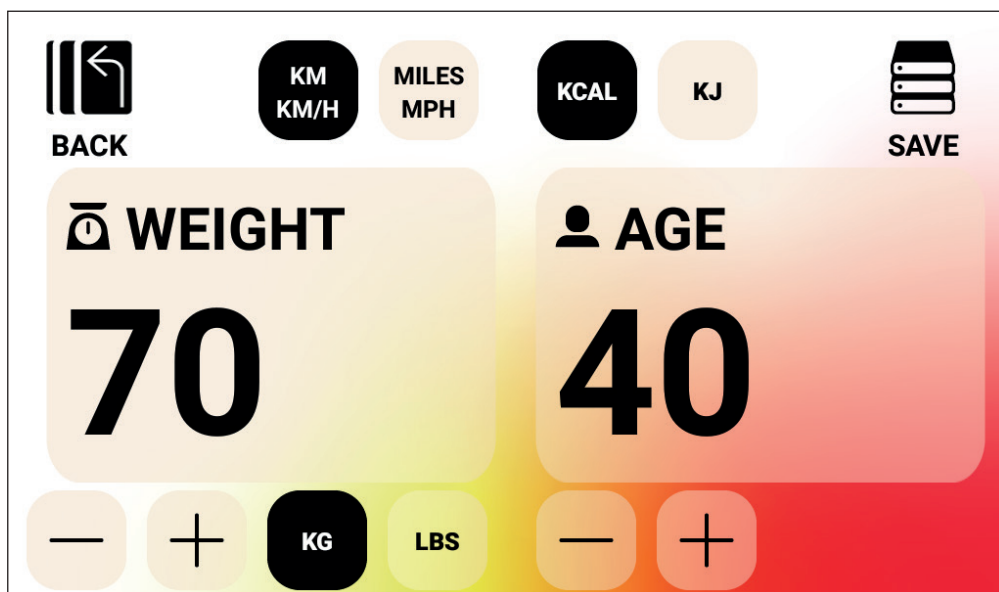 BACK
KM
KM/H
MILES
MPH
KCAL
KJ
SAVE
WEIGHT
70
AGE
40
KG
LBS